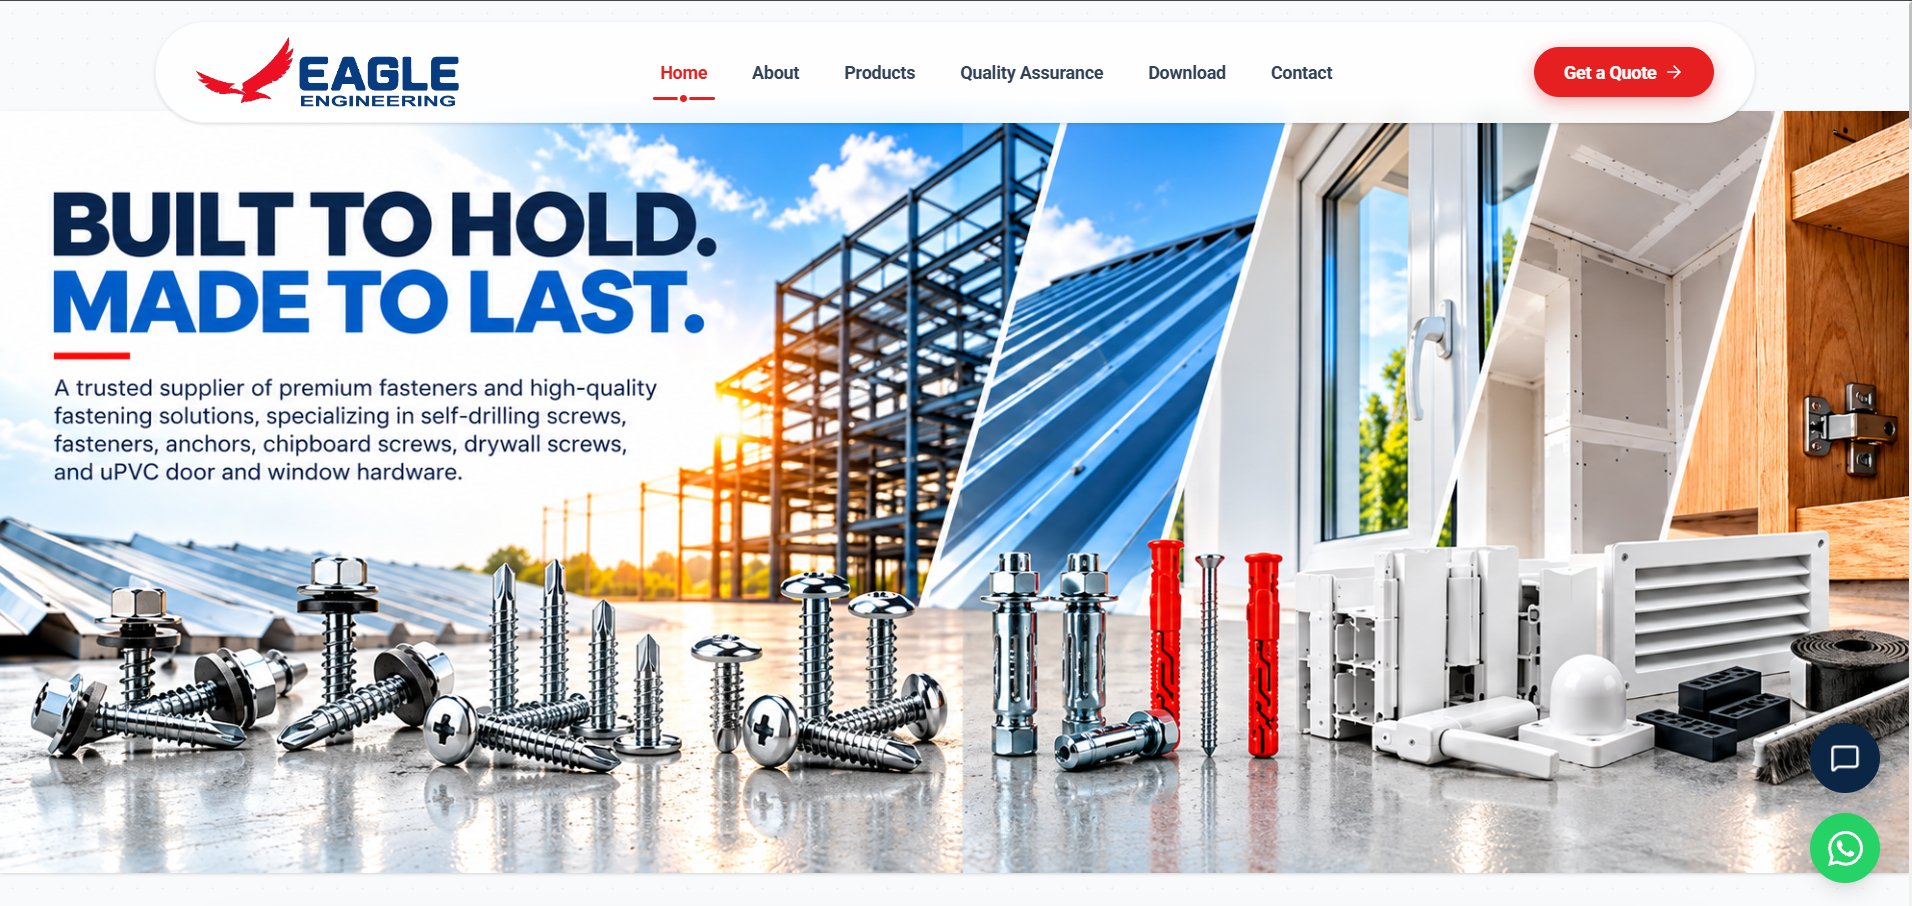 EAGLE
ENGINEERING
Home
About
Products
Quality Assurance
Download
Contact
Get a Quote
BUILT TO HOLD.
MADE TO LAST.
A trusted supplier of premium fasteners and high-quality
fastening solutions, specializing in self-drilling screws,
fasteners, anchors, chipboard screws, drywall screws,
and uPVC door and window hardware.